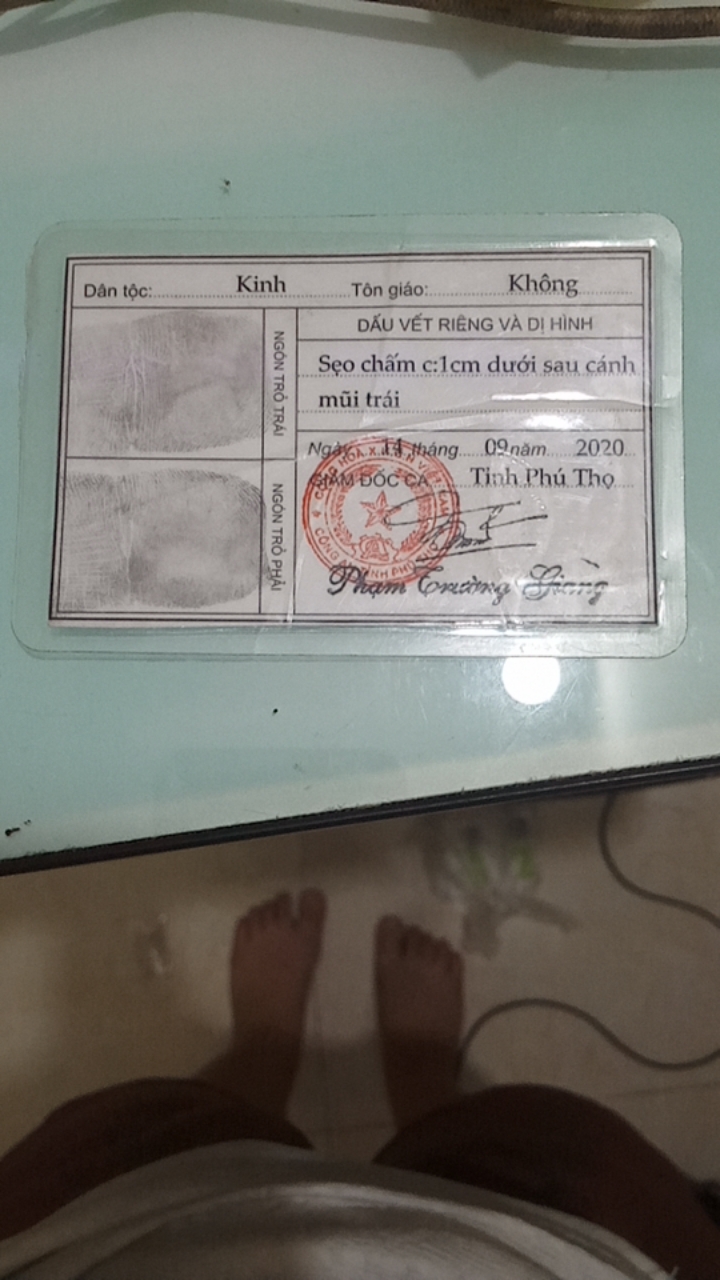 Dân tộc: Kinh Tôn giáo: Không
NGÓN TRỎ TRÁI
NGÓN TRỎ PHẢI
DẤU VẾT RIÊNG VÀ DỊ HÌNH
Sẹo chấm c:1cm dưới sau cánh
mũi trái
Ngày 14 tháng 09 năm 2020
GIÁM ĐỐC CA Tỉnh Phú Thọ
Phạm Trường Giang